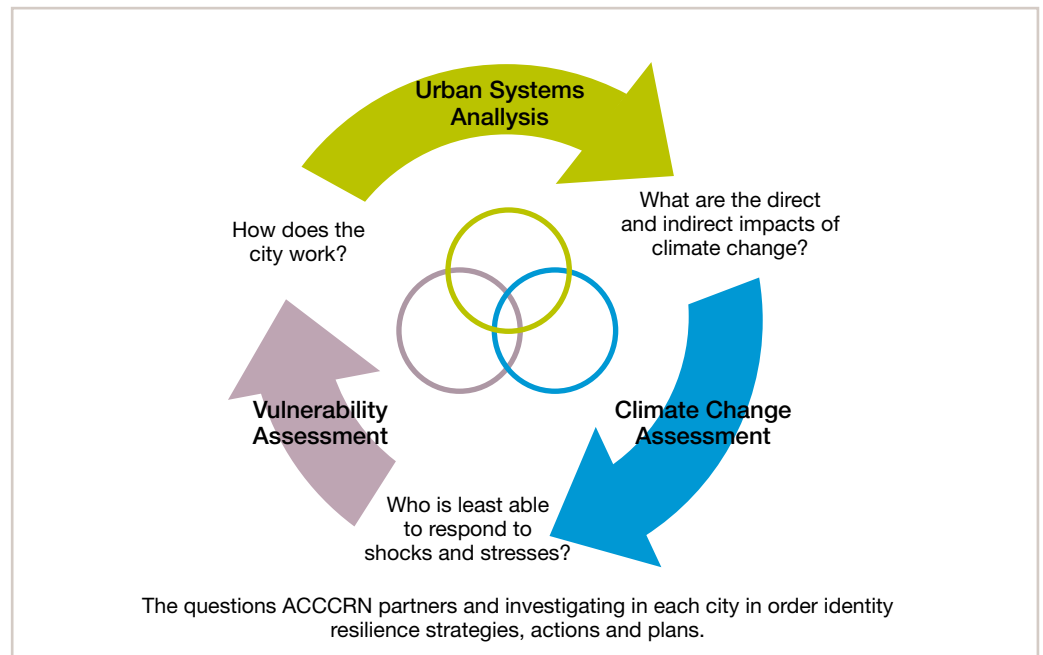 Urban Systems
Anallysis
What are the direct
and indirect impacts of
climate change?
How does the
city work?
Vulnerability
Assessment
Climate Change
Assessment
Who is least able
to respond to
shocks and stresses?
The questions ACCCRN partners and investigating in each city in order identity
resilience strategies, actions and plans.